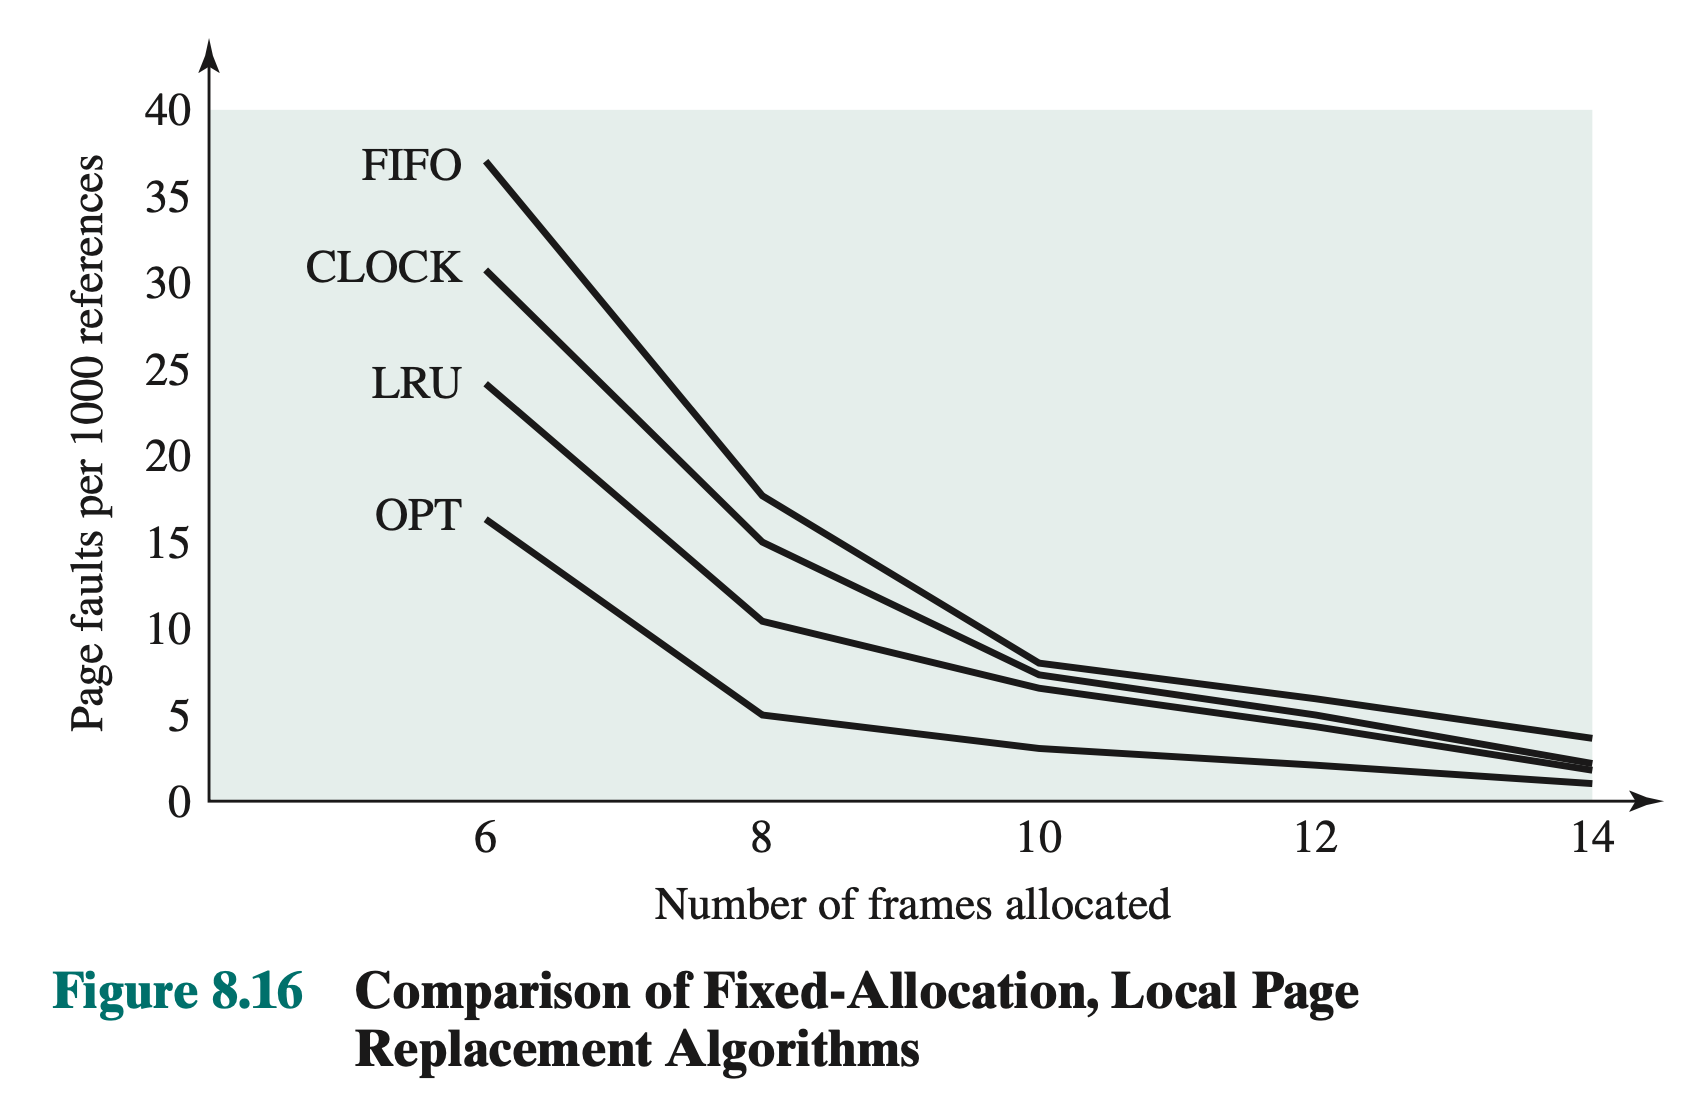 40
35
30
25
20
15
10
5
0
Page faults per 1000 references
FIFO
CLOCK
LRU
OPT
6 8 10 12 14
Number of frames allocated
Figure 8.16 Comparison of Fixed-Allocation, Local Page
Replacement Algorithms